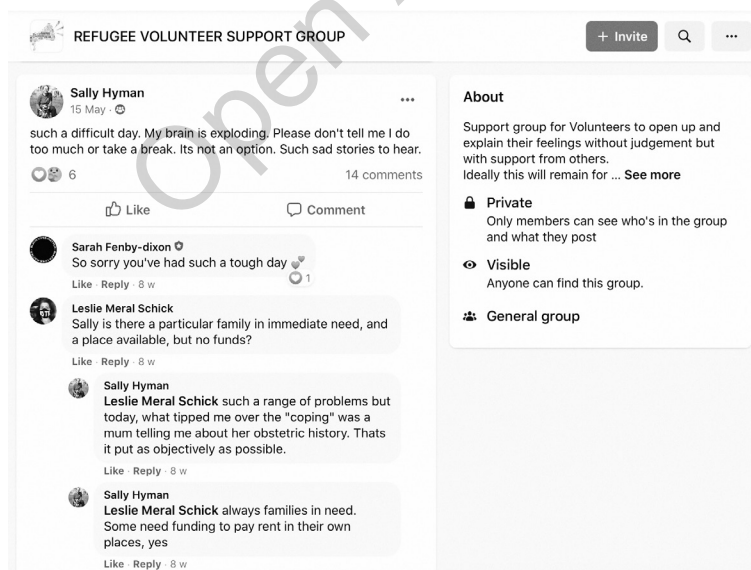 REFUGEE VOLUNTEER SUPPORT GROUP
+ Invite
Sally Hyman
15 May ·
such a difficult day. My brain is exploding. Please don't tell me I do
too much or take a break. Its not an option. Such sad stories to hear.
6
14 comments
Like
Comment
Sarah Fenby-dixon
So sorry you've had such a tough day
1
Like · Reply · 8 w
Leslie Meral Schick
Sally is there a particular family in immediate need, and
a place available, but no funds?
Like · Reply · 8 w
Sally Hyman
Leslie Meral Schick such a range of problems but
today, what tipped me over the "coping" was a
mum telling me about her obstetric history. Thats
it put as objectively as possible.
Like · Reply · 8 w
Sally Hyman
Leslie Meral Schick always families in need.
Some need funding to pay rent in their own
places, yes
Like · Reply · 8 w
About
Support group for Volunteers to open up and
explain their feelings without judgement but
with support from others.
Ideally this will remain for ... See more
Private
Only members can see who's in the group
and what they post
Visible
Anyone can find this group.
General group
Open